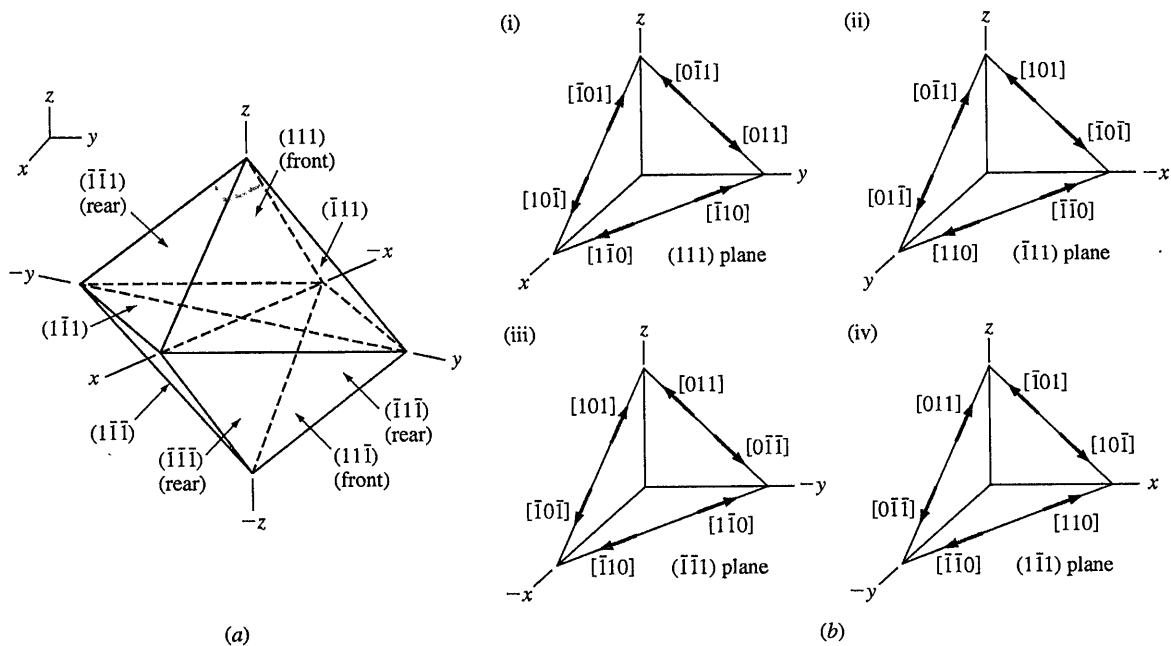 (i)
z
[1̄01]
[01̄1]
[011]
[101̄]
y
[1̄10]
[11̄0]
(111) plane
x
(ii)
z
[01̄1]
[101]
[1̄01̄]
[011̄]
−x
[1̄1̄0]
[110]
(1̄11) plane
y
z
y
x
z
(111)
(front)
(1̄1̄1)
(rear)
(1̄11)
−x
−y
(11̄1)
x
y
(11̄1̄)
(1̄1̄1̄)
(rear)
(111̄)
(front)
(1̄11̄)
(rear)
−z
(a)
(iii)
z
[101]
[011]
[01̄1̄]
[1̄01̄]
−y
[11̄0]
[1̄10]
(1̄1̄1) plane
−x
(iv)
z
[011]
[1̄01]
[101̄]
[01̄1̄]
x
[110]
[1̄1̄0]
(11̄1) plane
−y
(b)